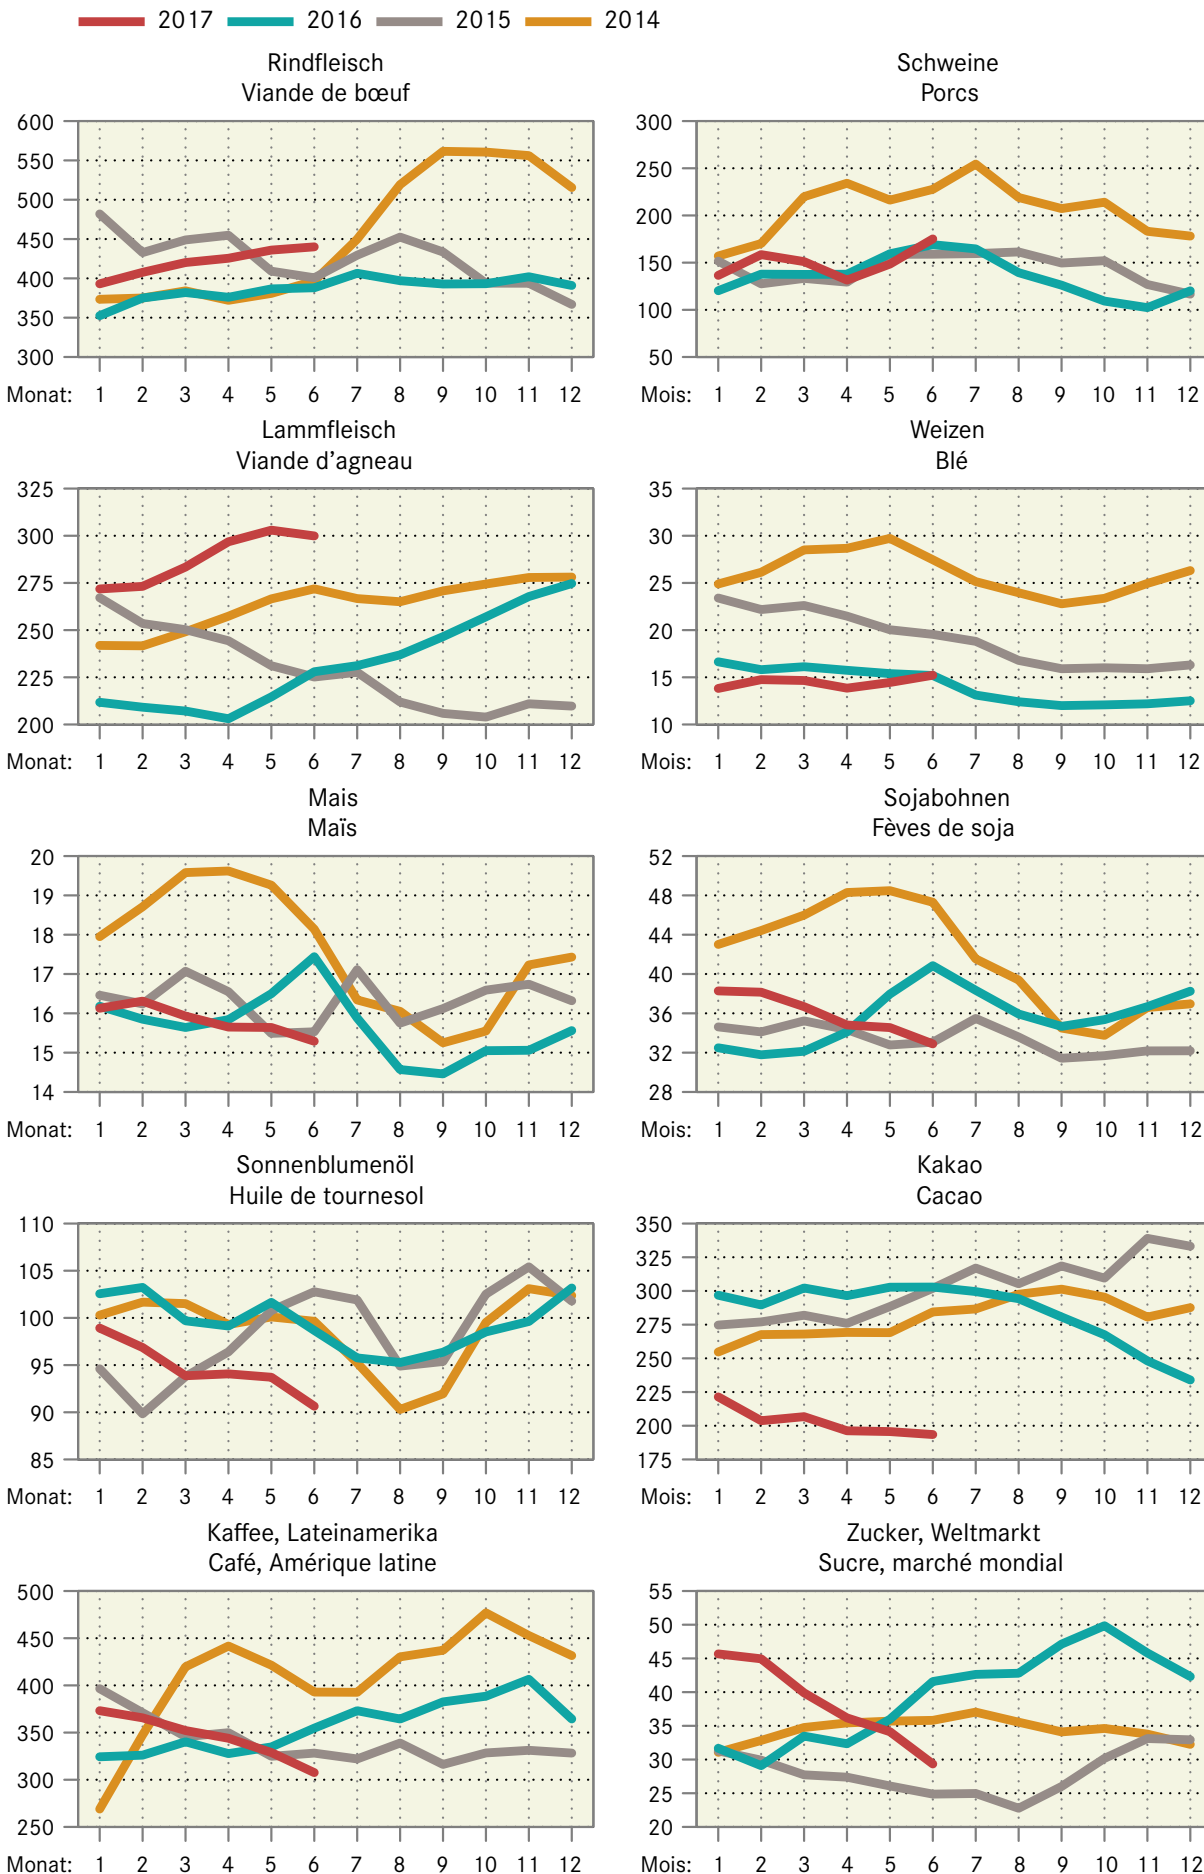 2017 2016 2015 2014
Rindfleisch
Viande de bœuf
600
550
500
450
400
350
300
Monat: 1 2 3 4 5 6 7 8 9 10 11 12
Schweine
Porcs
300
250
200
150
100
50
Mois: 1 2 3 4 5 6 7 8 9 10 11 12
Lammfleisch
Viande d’agneau
325
300
275
250
225
200
Monat: 1 2 3 4 5 6 7 8 9 10 11 12
Weizen
Blé
35
30
25
20
15
10
Mois: 1 2 3 4 5 6 7 8 9 10 11 12
Mais
Maïs
20
19
18
17
16
15
14
Monat: 1 2 3 4 5 6 7 8 9 10 11 12
Sojabohnen
Fèves de soja
52
48
44
40
36
32
28
Mois: 1 2 3 4 5 6 7 8 9 10 11 12
Sonnenblumenöl
Huile de tournesol
110
105
100
95
90
85
Monat: 1 2 3 4 5 6 7 8 9 10 11 12
Kakao
Cacao
350
325
300
275
250
225
200
175
Mois: 1 2 3 4 5 6 7 8 9 10 11 12
Kaffee, Lateinamerika
Café, Amérique latine
500
450
400
350
300
250
Monat: 1 2 3 4 5 6 7 8 9 10 11 12
Zucker, Weltmarkt
Sucre, marché mondial
55
50
45
40
35
30
25
20
Mois: 1 2 3 4 5 6 7 8 9 10 11 12